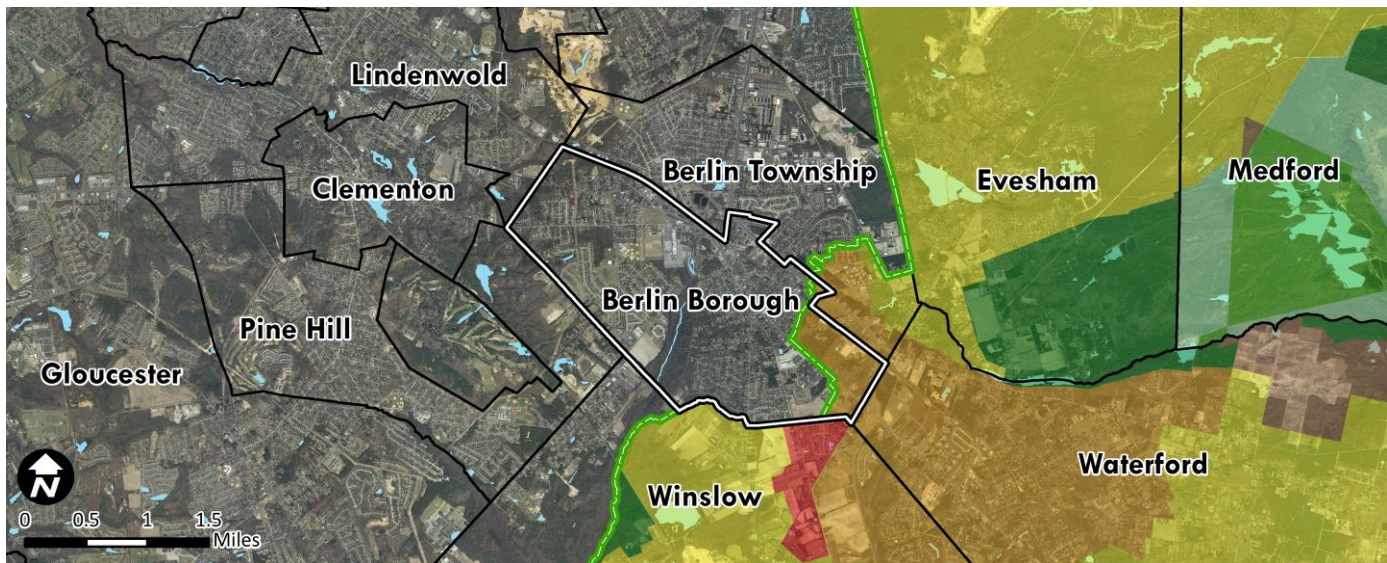 Lindenwold
Berlin Township
Medford
Evesham
Clementon
Berlin Borough
Pine Hill
Gloucester
Waterford
Winslow
N
0 0.5 1 1.5
Miles